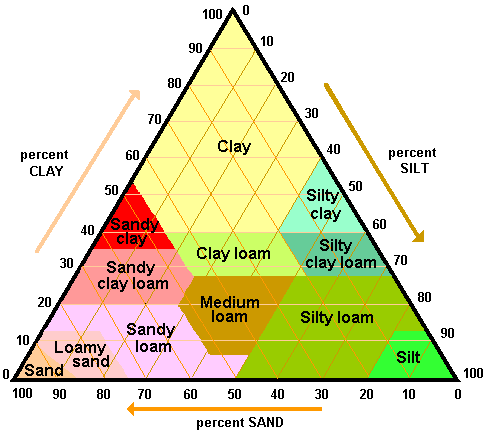 100 0
90 10
80 20
70 30
percent
CLAY
percent
SILT
60 40
Clay
50 50
Silty
clay
40 60
Sandy
clay
Clay loam
Silty
clay loam
30 70
Sandy
clay loam
20 80
Medium
loam
Silty loam
Sandy
loam
10 90
Loamy
sand
Sand
Silt
0 100
100 90 80 70 60 50 40 30 20 10 0
percent SAND